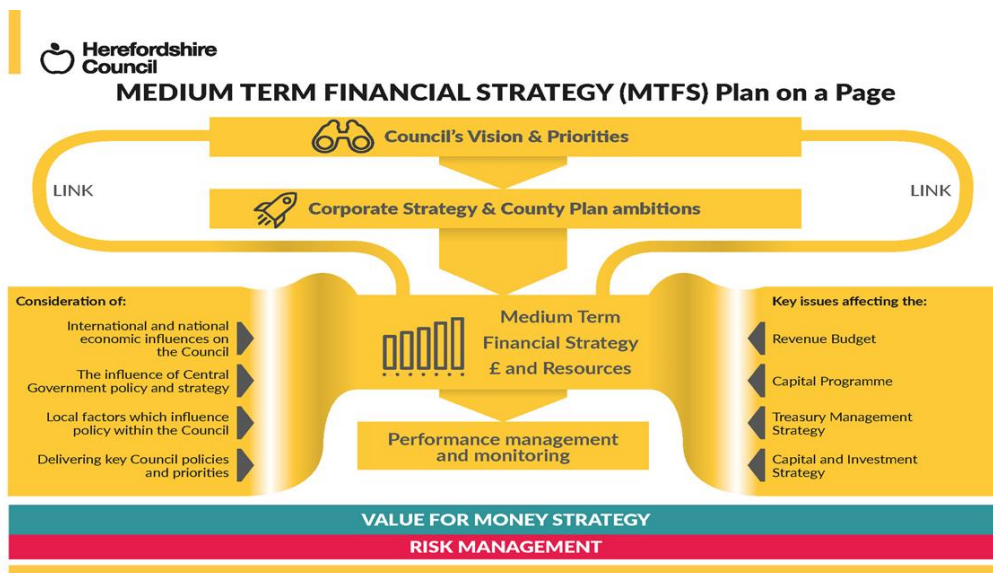 Herefordshire
Council
MEDIUM TERM FINANCIAL STRATEGY (MTFS) Plan on a Page
Council's Vision & Priorities
LINK
LINK
Corporate Strategy & County Plan ambitions
Consideration of:
International and national
economic influences on
the Council
The influence of Central
Government policy and strategy
Local factors which influence
policy within the Council
Delivering key Council policies
and priorities
Medium Term
Financial Strategy
£ and Resources
Performance management
and monitoring
Key issues affecting the:
Revenue Budget
Capital Programme
Treasury Management
Strategy
Capital and Investment
Strategy
VALUE FOR MONEY STRATEGY
RISK MANAGEMENT